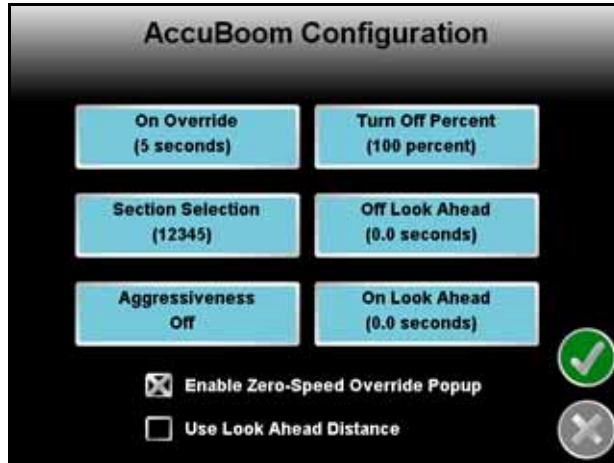 AccuBoom Configuration
On Override
(5 seconds)
Turn Off Percent
(100 percent)
Section Selection
(12345)
Off Look Ahead
(0.0 seconds)
Aggressiveness
Off
On Look Ahead
(0.0 seconds)
Enable Zero-Speed Override Popup
Use Look Ahead Distance